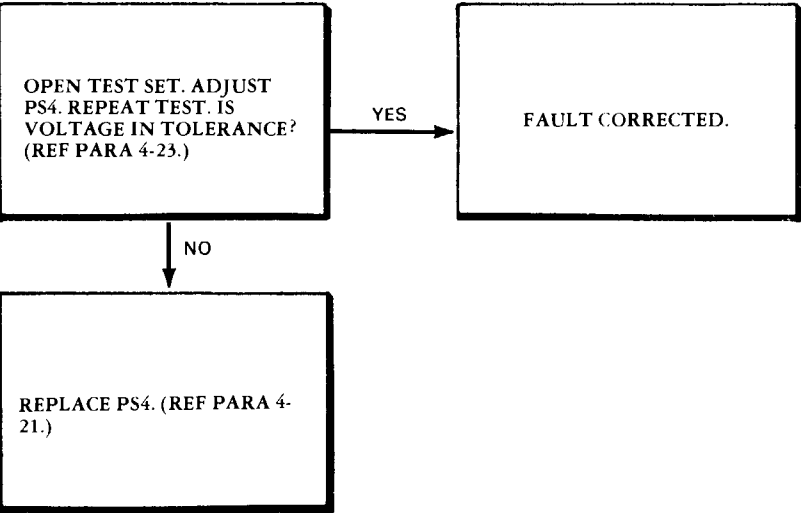 OPEN TEST SET. ADJUST
PS4. REPEAT TEST. IS
VOLTAGE IN TOLERANCE?
(REF PARA 4-23.)
YES
FAULT CORRECTED.
NO
REPLACE PS4. (REF PARA 4-
21.)